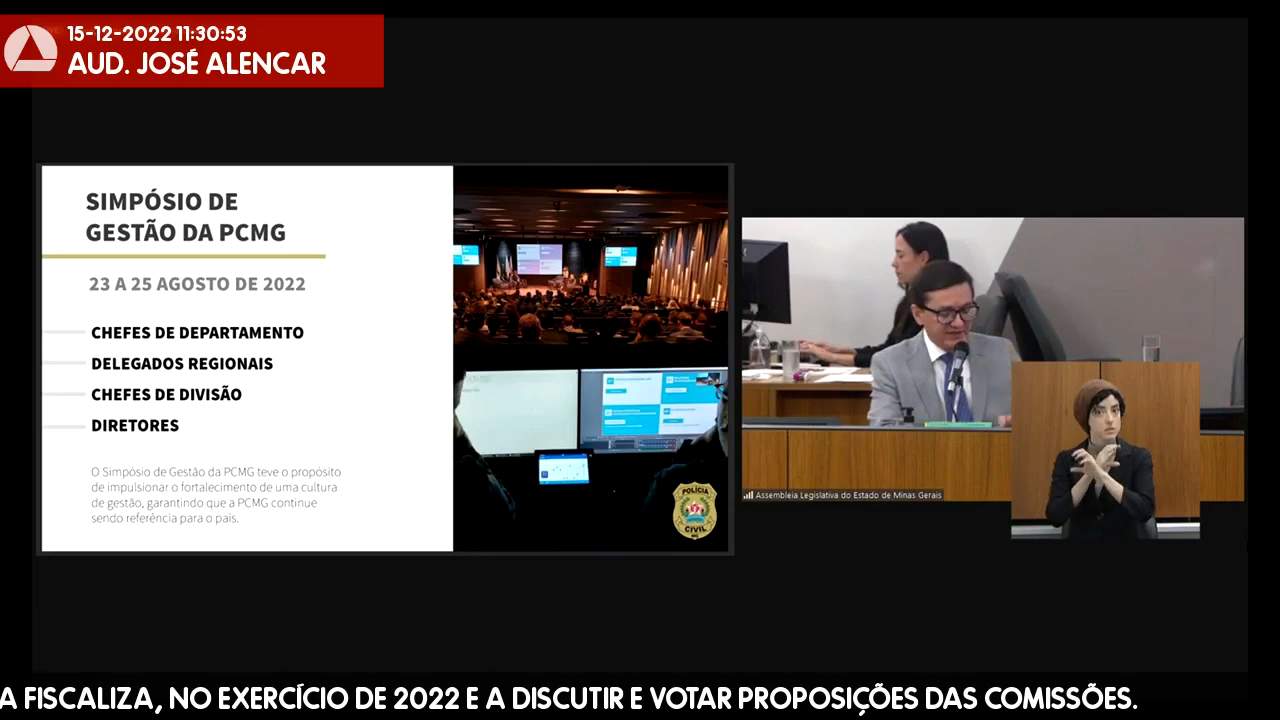 15-12-2022 11:30:53
AUD. JOSÉ ALENCAR
SIMPÓSIO DE
GESTÃO DA PCMG
23 A 25 AGOSTO DE 2022
CHEFES DE DEPARTAMENTO
DELEGADOS REGIONAIS
CHEFES DE DIVISÃO
DIRETORES
O Simpósio de Gestão da PCMG teve o propósito
de impulsionar o fortalecimento de uma cultura
de gestão, garantindo que a PCMG continue
sendo referência para o país.
POLÍCIA
CIVIL
MG
Assembleia Legislativa do Estado de Minas Gerais
A FISCALIZA, NO EXERCÍCIO DE 2022 E A DISCUTIR E VOTAR PROPOSIÇÕES DAS COMISSÕES.